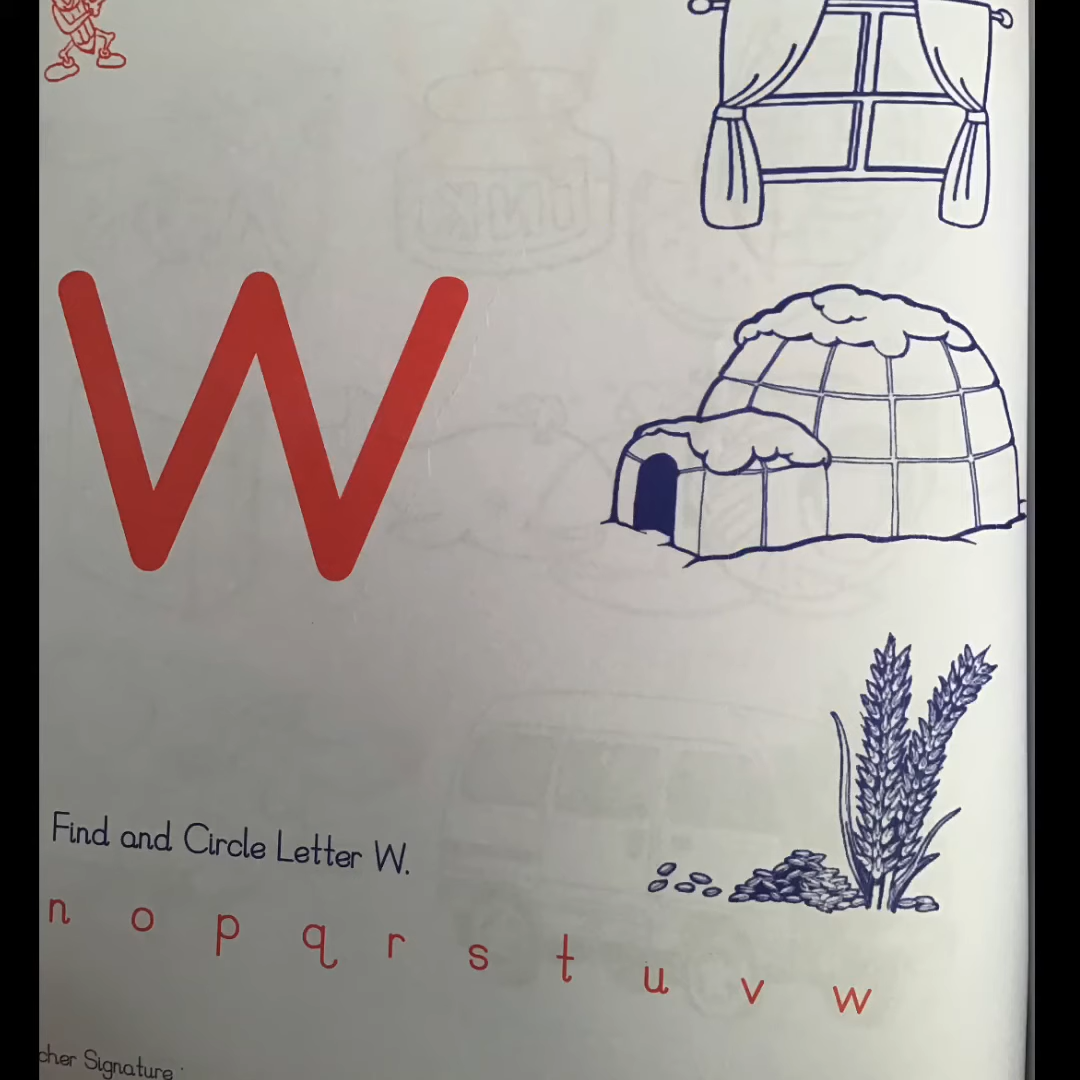 W
Find and Circle Letter W.
n o p q r s t u v w
cher Signature :